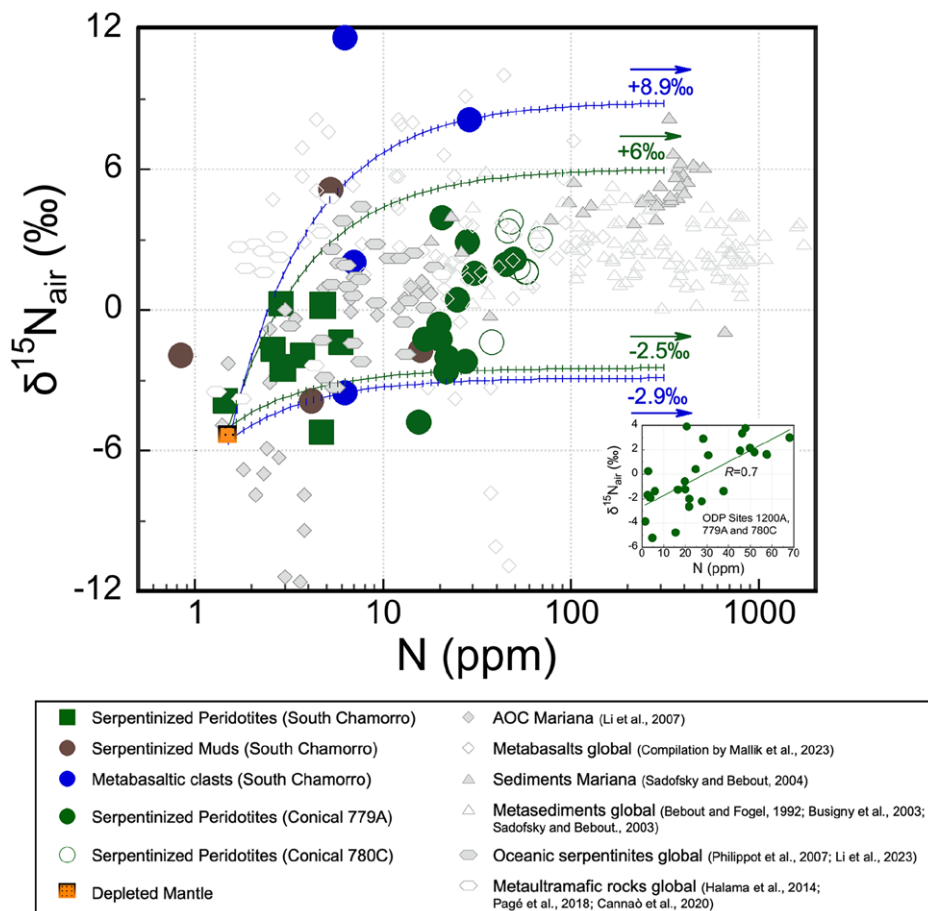 12
6
0
-6
-12
δ¹⁵N_air (‰)
+8.9‰
+6‰
-2.5‰
-2.9‰
4
2
0
-2
-4
-6
δ¹⁵N_air (‰)
R=0.7
ODP Sites 1200A,
779A and 780C
0 10 20 30 40 50 60 70
N (ppm)
1 10 100 1000
N (ppm)
Serpentinized Peridotites (South Chamorro)
Serpentinized Muds (South Chamorro)
Metabasaltic clasts (South Chamorro)
Serpentinized Peridotites (Conical 779A)
Serpentinized Peridotites (Conical 780C)
Depleted Mantle
AOC Mariana (Li et al., 2007)
Metabasalts global (Compilation by Mallik et al., 2023)
Sediments Mariana (Sadofsky and Bebout, 2004)
Metasediments global (Bebout and Fogel, 1992; Busigny et al., 2003;
Sadofsky and Bebout., 2003)
Oceanic serpentinites global (Philippot et al., 2007; Li et al., 2023)
Metaultramafic rocks global (Halama et al., 2014;
Pagé et al., 2018; Cannaò et al., 2020)